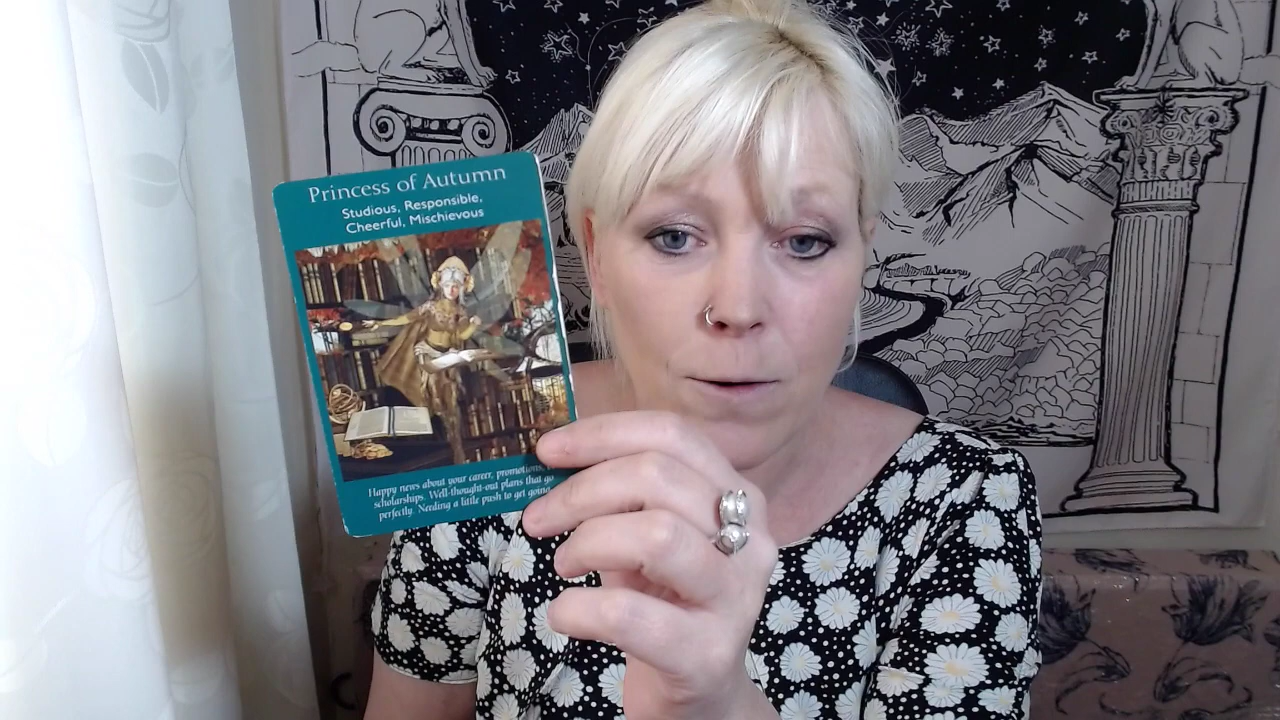 Princess of Autumn
Studious, Responsible,
Cheerful, Mischievous
Happy news about your career, promotions,
scholarships. Well-thought-out plans that go
perfectly. Needing a little push to get going.